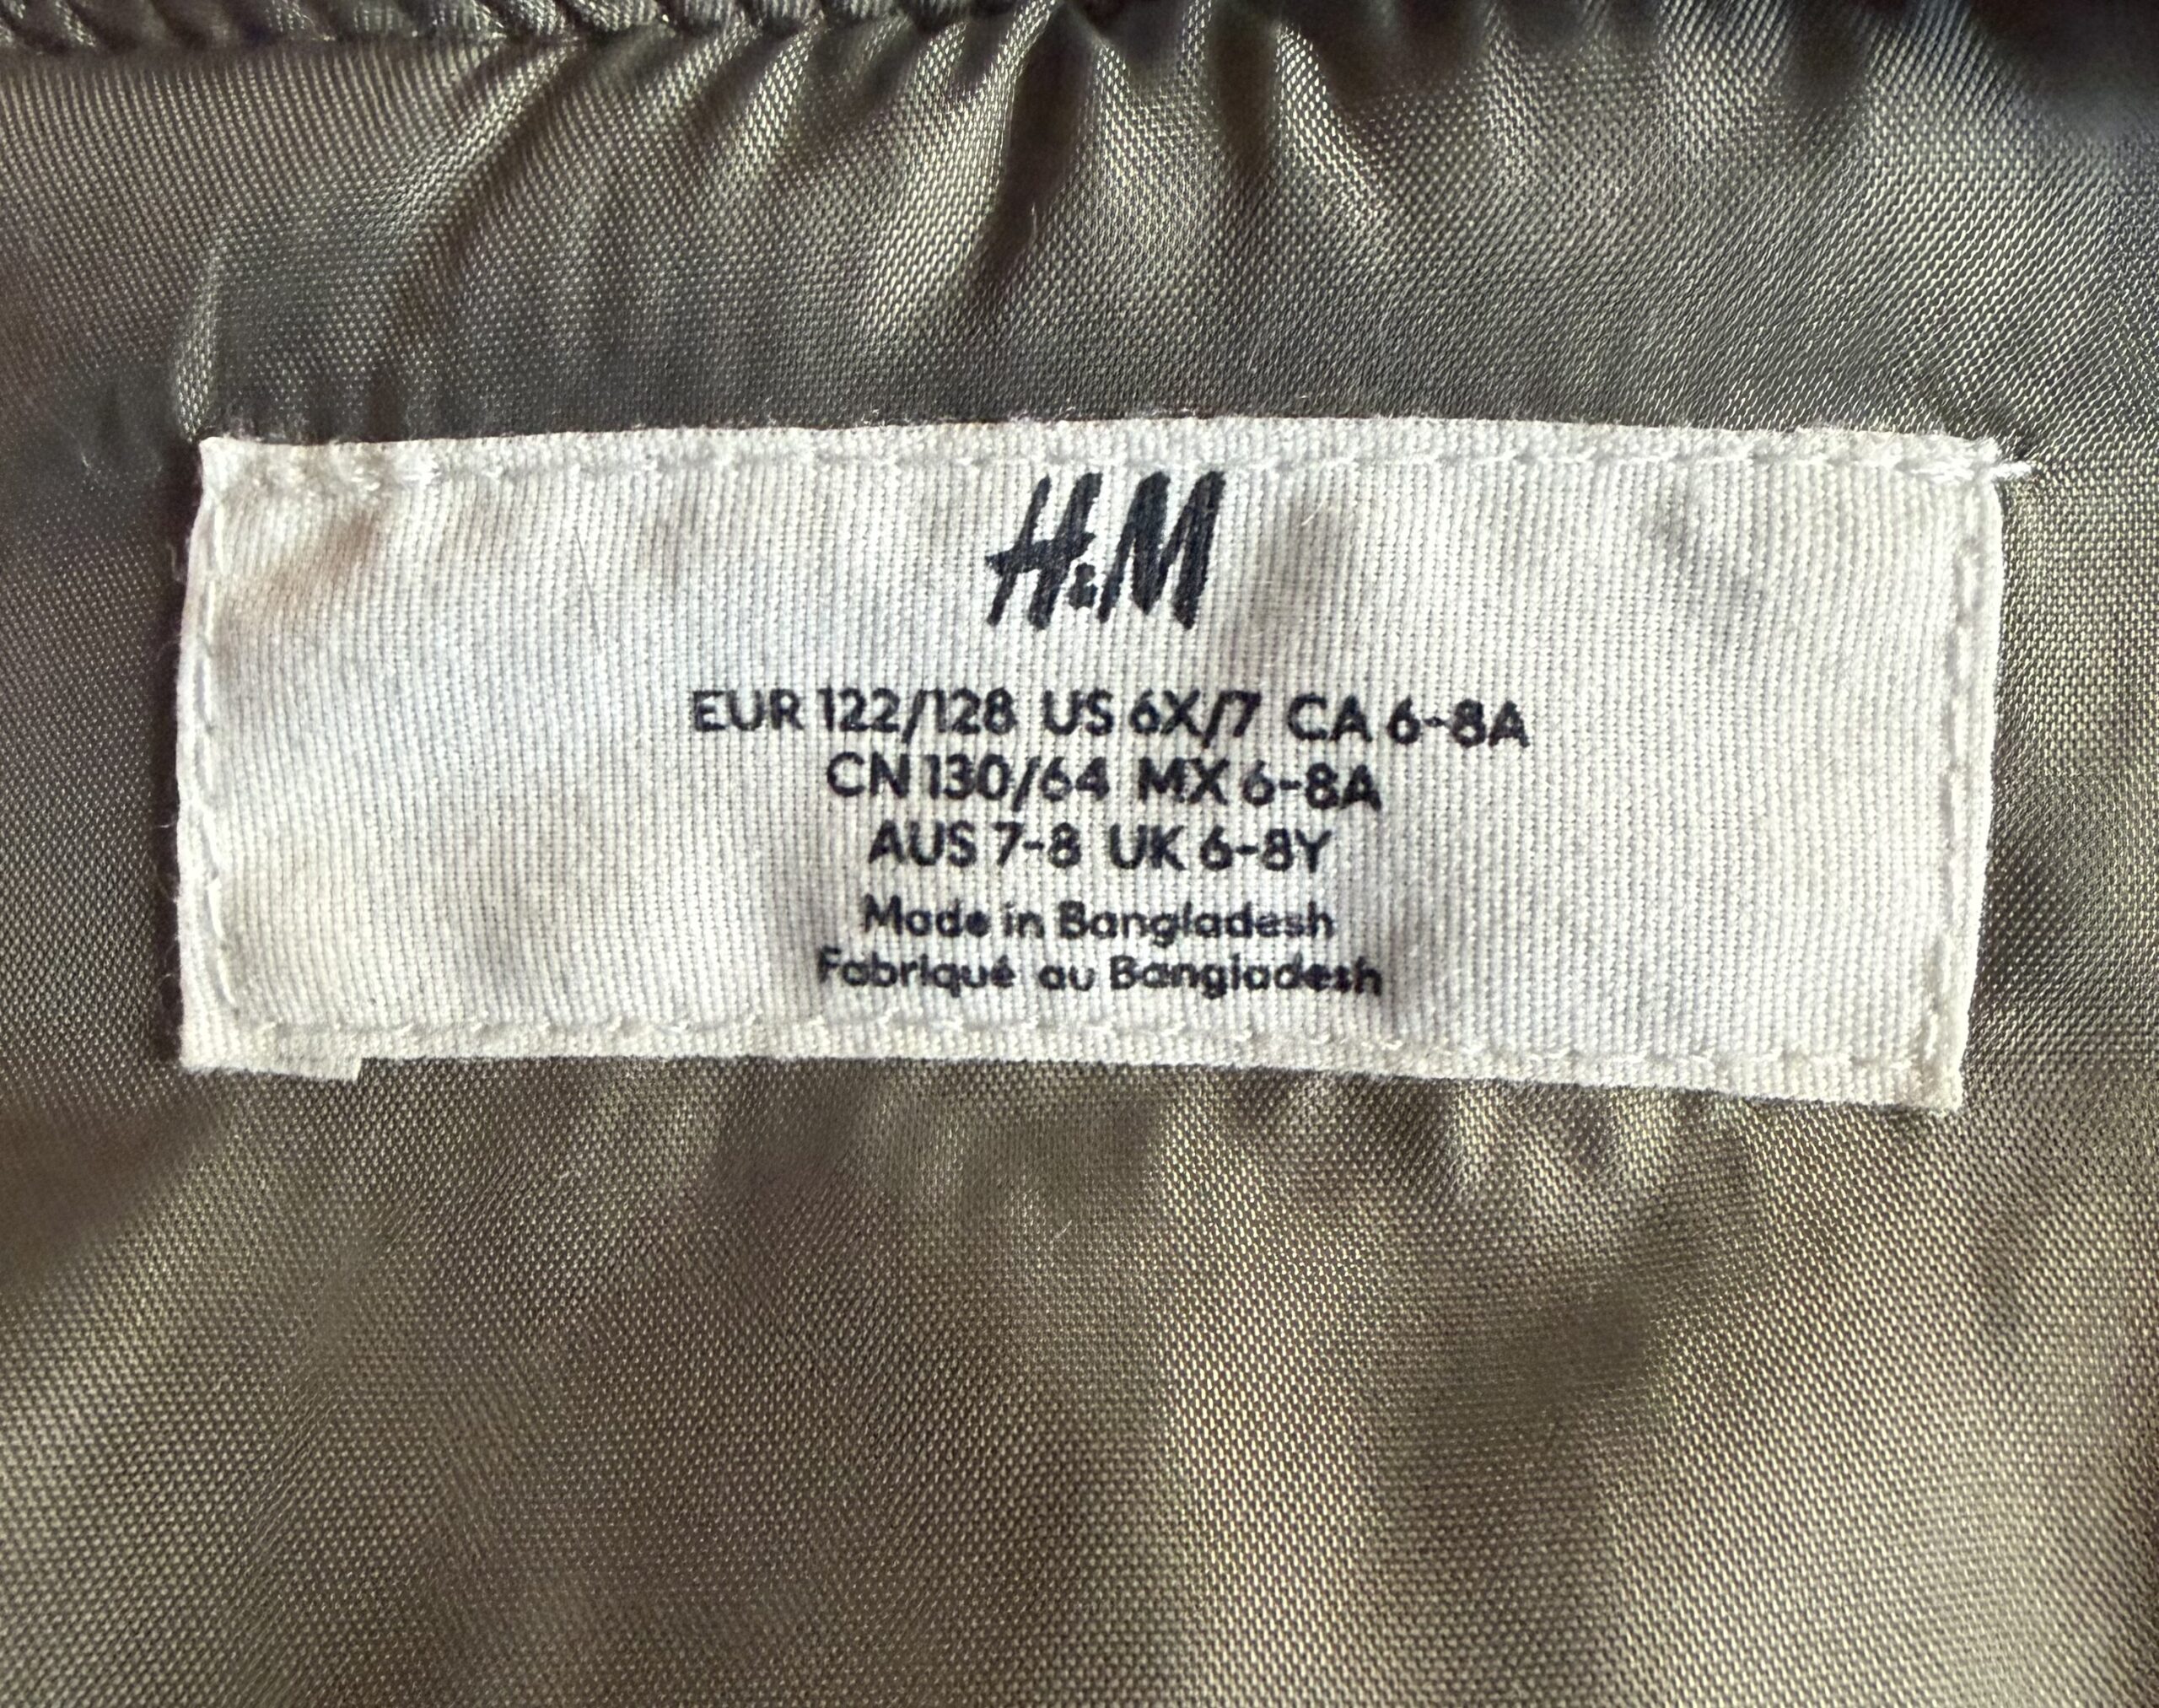 H&M
EUR 122/128 US 6X/7 CA 6-8A
CN 130/64 MX 6-8A
AUS 7-8 UK 6-8Y
Made in Bangladesh
Fabriqué au Bangladesh